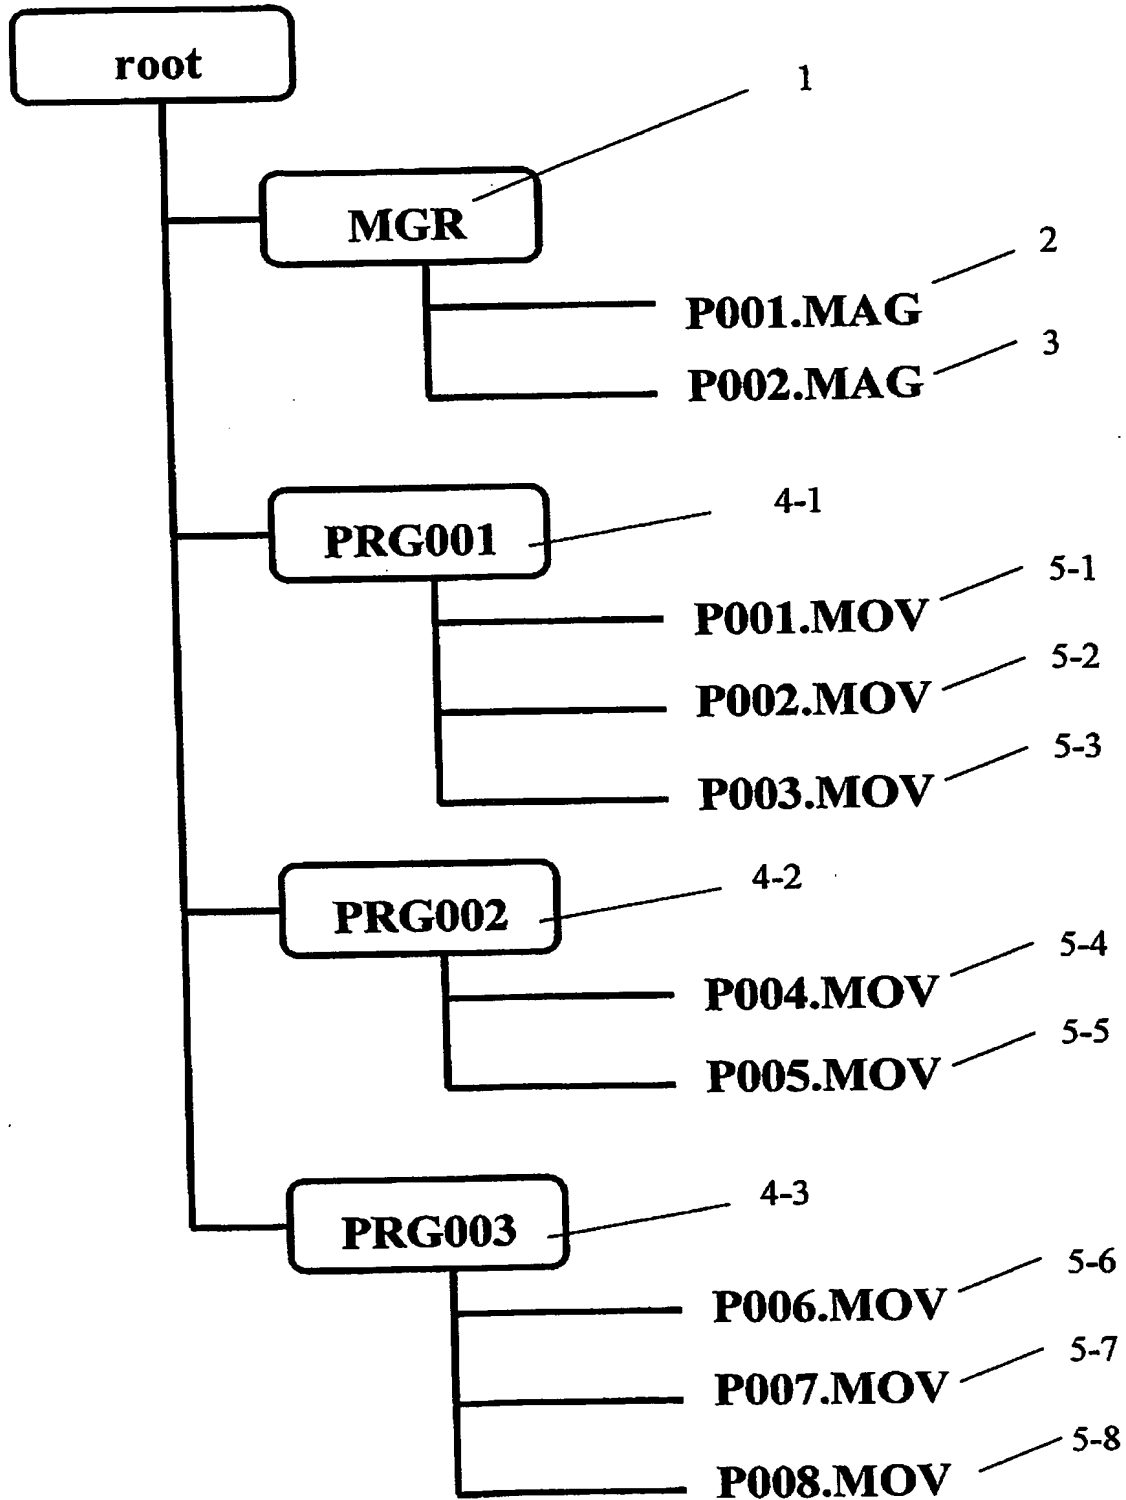 root
1
MGR
2
P001.MAG
3
P002.MAG
4-1
PRG001
5-1
P001.MOV
5-2
P002.MOV
5-3
P003.MOV
4-2
PRG002
5-4
P004.MOV
5-5
P005.MOV
4-3
PRG003
5-6
P006.MOV
5-7
P007.MOV
5-8
P008.MOV